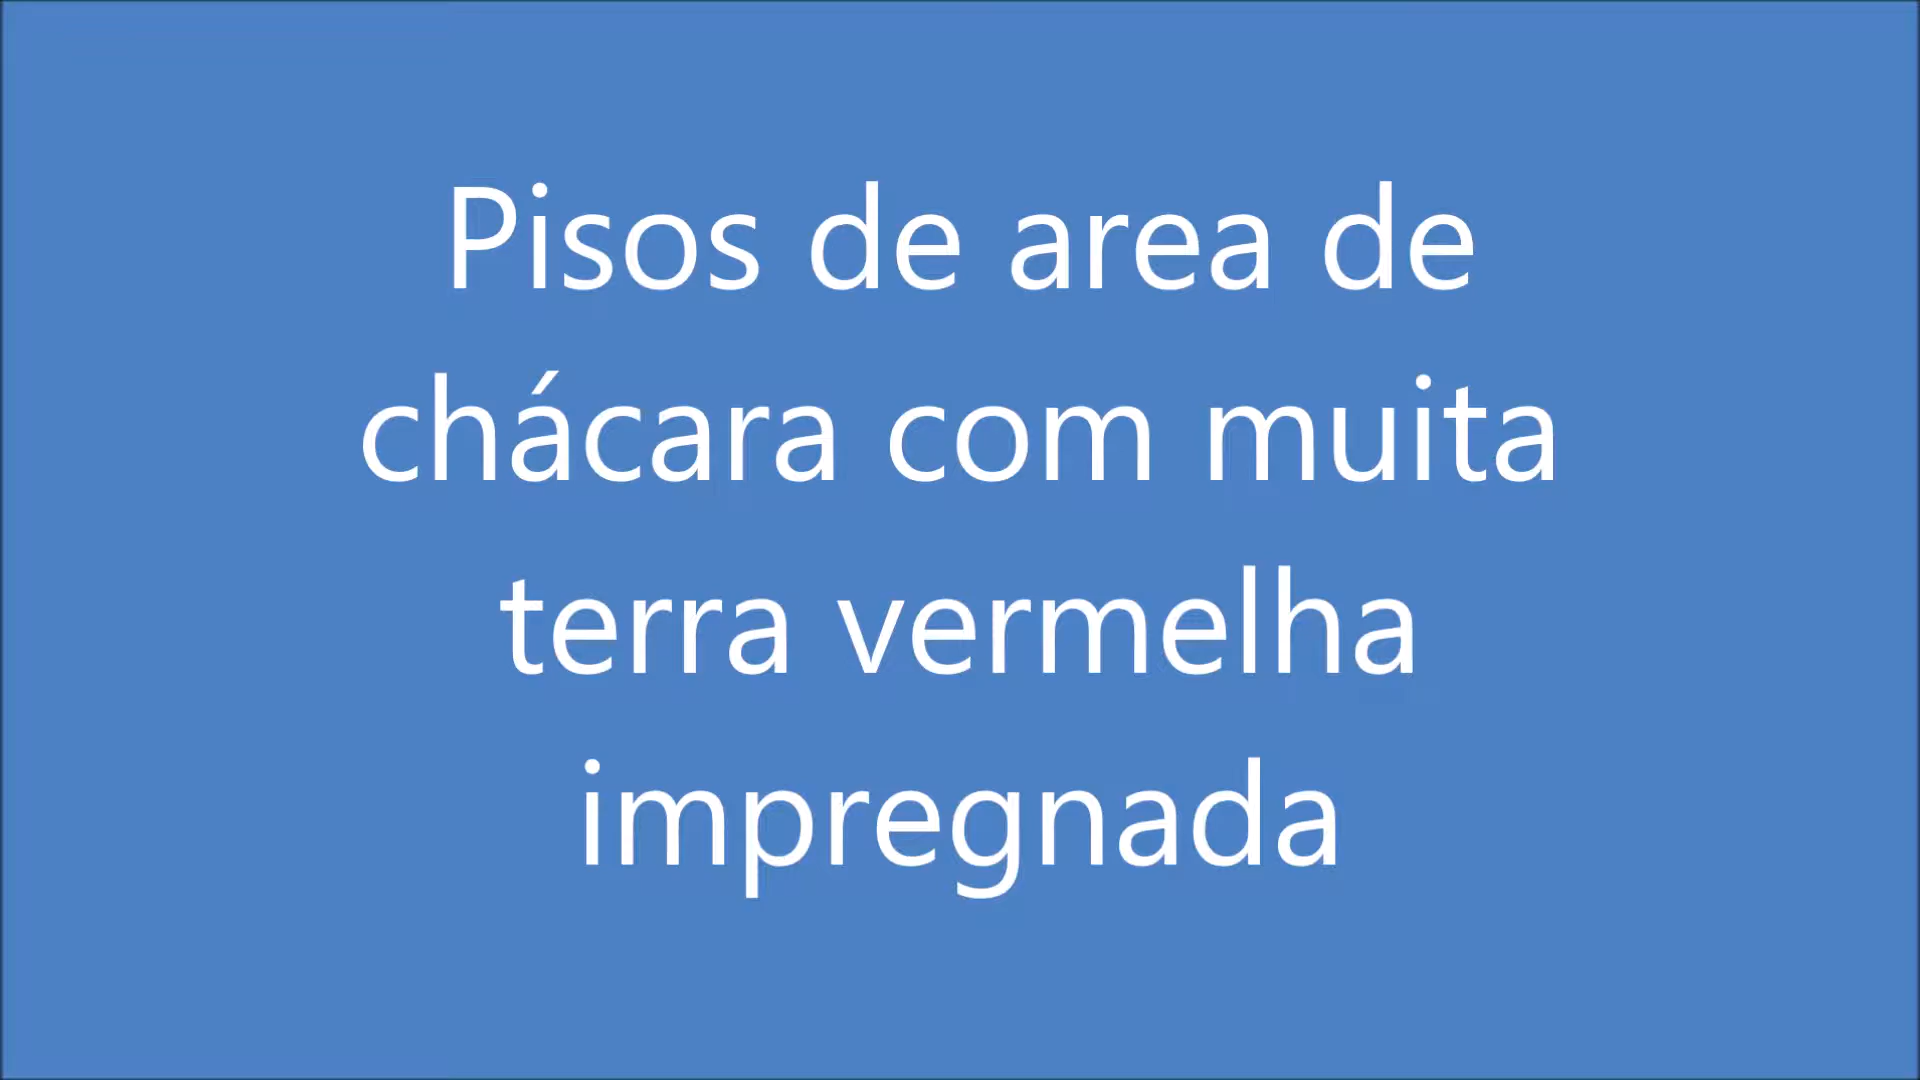 Pisos de area de
chácara com muita
terra vermelha
impregnada